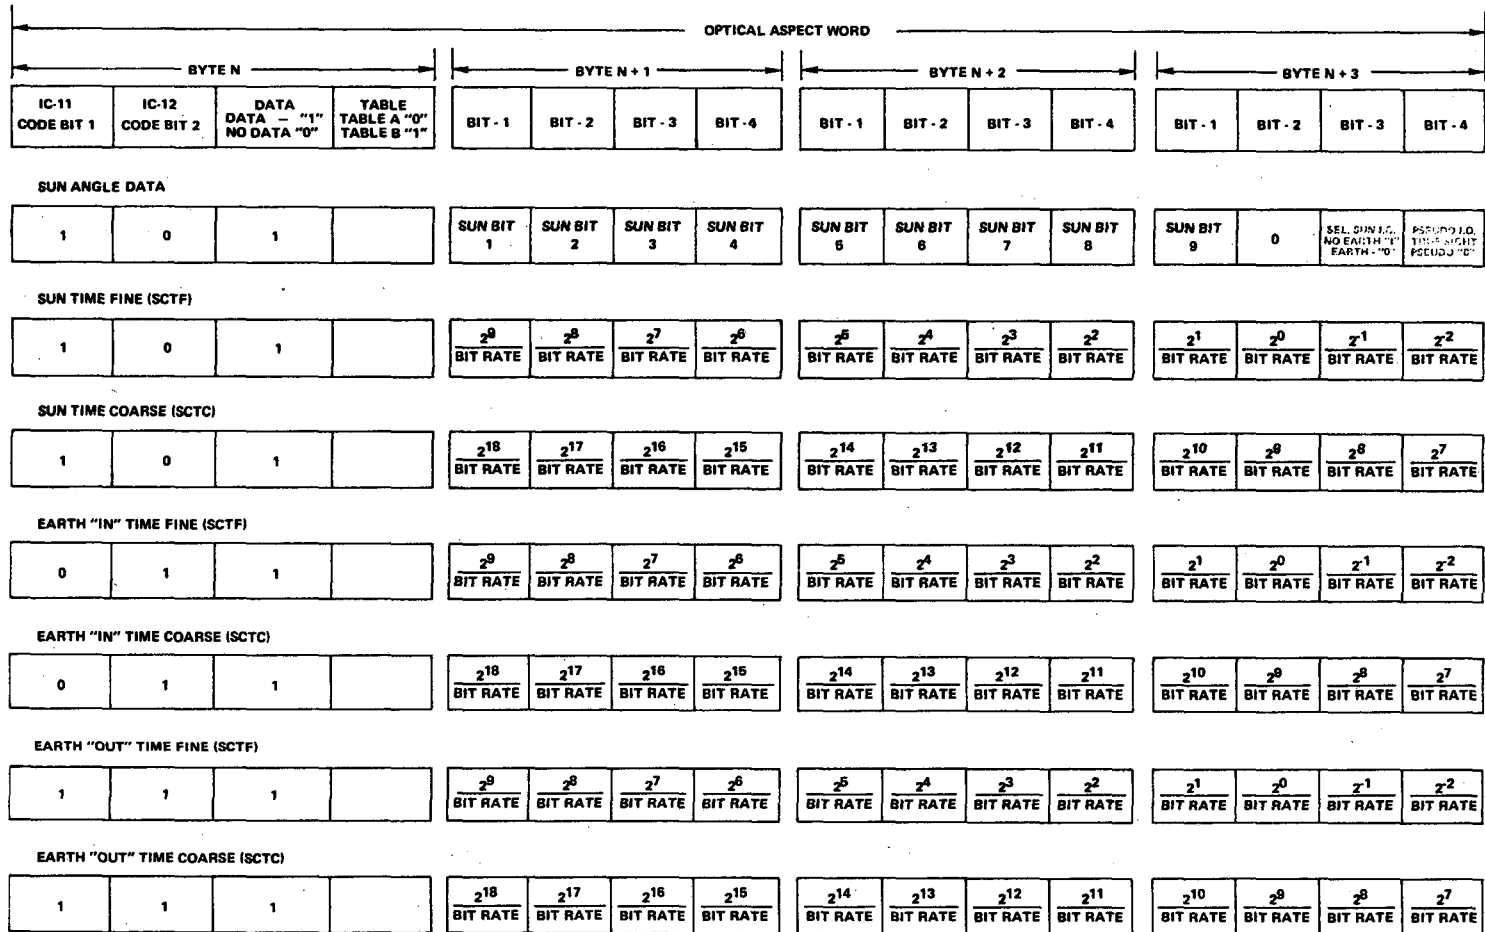 OPTICAL ASPECT WORD
BYTE N BYTE N + 1 BYTE N + 2 BYTE N + 3
IC-11 IC-12 DATA TABLE
CODE BIT 1 CODE BIT 2 DATA – "1" TABLE A "0"
NO DATA "0" TABLE B "1"
BIT - 1 BIT - 2 BIT - 3 BIT - 4 BIT - 1 BIT - 2 BIT - 3 BIT - 4 BIT - 1 BIT - 2 BIT - 3 BIT - 4
SUN ANGLE DATA
1 0 1
SUN BIT SUN BIT SUN BIT SUN BIT SUN BIT SUN BIT SUN BIT SUN BIT SUN BIT
1 2 3 4 5 6 7 8 9 0
SEL. SUN I.O. PSEUDO I.O.
NO EARTH "1" TRUE SIGHT
EARTH - "0" PSEUDO "0"
SUN TIME FINE (SCTF)
1 0 1
2^9 2^8 2^7 2^6 2^5 2^4 2^3 2^2 2^1 2^0 2^-1 2^-2
BIT RATE BIT RATE BIT RATE BIT RATE BIT RATE BIT RATE BIT RATE BIT RATE BIT RATE BIT RATE BIT RATE BIT RATE
SUN TIME COARSE (SCTC)
1 0 1
2^18 2^17 2^16 2^15 2^14 2^13 2^12 2^11 2^10 2^9 2^8 2^7
BIT RATE BIT RATE BIT RATE BIT RATE BIT RATE BIT RATE BIT RATE BIT RATE BIT RATE BIT RATE BIT RATE BIT RATE
EARTH "IN" TIME FINE (SCTF)
0 1 1
2^9 2^8 2^7 2^6 2^5 2^4 2^3 2^2 2^1 2^0 2^-1 2^-2
BIT RATE BIT RATE BIT RATE BIT RATE BIT RATE BIT RATE BIT RATE BIT RATE BIT RATE BIT RATE BIT RATE BIT RATE
EARTH "IN" TIME COARSE (SCTC)
0 1 1
2^18 2^17 2^16 2^15 2^14 2^13 2^12 2^11 2^10 2^9 2^8 2^7
BIT RATE BIT RATE BIT RATE BIT RATE BIT RATE BIT RATE BIT RATE BIT RATE BIT RATE BIT RATE BIT RATE BIT RATE
EARTH "OUT" TIME FINE (SCTF)
1 1 1
2^9 2^8 2^7 2^6 2^5 2^4 2^3 2^2 2^1 2^0 2^-1 2^-2
BIT RATE BIT RATE BIT RATE BIT RATE BIT RATE BIT RATE BIT RATE BIT RATE BIT RATE BIT RATE BIT RATE BIT RATE
EARTH "OUT" TIME COARSE (SCTC)
1 1 1
2^18 2^17 2^16 2^15 2^14 2^13 2^12 2^11 2^10 2^9 2^8 2^7
BIT RATE BIT RATE BIT RATE BIT RATE BIT RATE BIT RATE BIT RATE BIT RATE BIT RATE BIT RATE BIT RATE BIT RATE